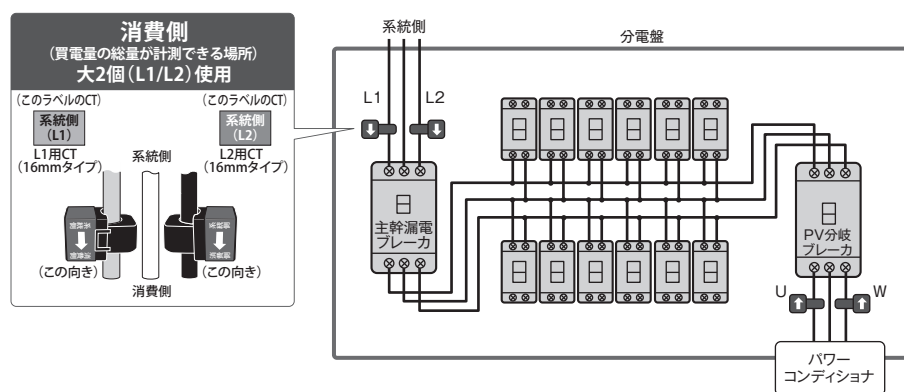 消費側
（買電量の総量が計測できる場所）
大2個（L1/L2）使用
（このラベルのCT）
系統側
（L1）
L1用CT
（16mmタイプ）
系統側
（このラベルのCT）
系統側
（L2）
L2用CT
（16mmタイプ）
（この向き）
（この向き）
消費側
系統側
分電盤
L1
L2
主幹漏電
ブレーカ
PV分岐
ブレーカ
U
W
パワー
コンディショナ